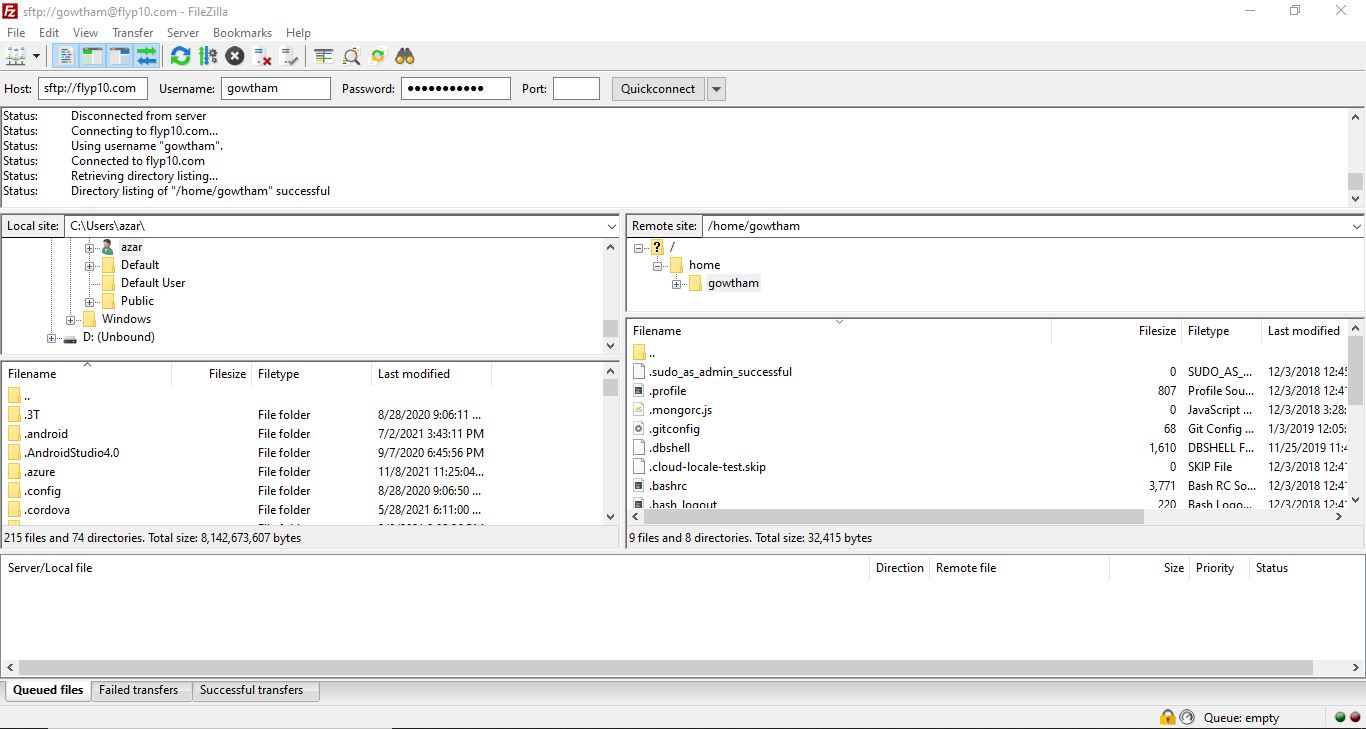 sftp://gowtham@flyp10.com - FileZilla
File Edit View Transfer Server Bookmarks Help
Host: sftp://flyp10.com Username: gowtham Password: ●●●●●●●●●●● Port: Quickconnect
Status: Disconnected from server
Status: Connecting to flyp10.com...
Status: Using username "gowtham".
Status: Connected to flyp10.com
Status: Retrieving directory listing...
Status: Directory listing of "/home/gowtham" successful
Local site: C:\Users\azar\
azar
Default
Default User
Public
Windows
D: (Unbound)
Filename Filesize Filetype Last modified
..
.3T File folder 8/28/2020 9:06:11 ...
.android File folder 7/2/2021 3:43:11 PM
.AndroidStudio4.0 File folder 9/7/2020 6:45:56 PM
.azure File folder 11/8/2021 11:25:04...
.config File folder 8/28/2020 9:06:50 ...
.cordova File folder 5/28/2021 6:11:00 ...
215 files and 74 directories. Total size: 8,142,673,607 bytes
Remote site: /home/gowtham
/
home
gowtham
Filename Filesize Filetype Last modified
..
.sudo_as_admin_successful 0 SUDO_AS_... 12/3/2018 12:45
.profile 807 Profile Sou... 12/3/2018 12:41
.mongorc.js 0 JavaScript ... 12/3/2018 3:28:
.gitconfig 68 Git Config ... 1/3/2019 12:05:
.dbshell 1,610 DBSHELL F... 11/25/2019 11:4
.cloud-locale-test.skip 0 SKIP File 12/3/2018 12:41
.bashrc 3,771 Bash RC So... 12/3/2018 12:41
.bash_logout 220 Bash Logo... 12/3/2018 12:41
9 files and 8 directories. Total size: 32,415 bytes
Server/Local file Direction Remote file Size Priority Status
Queued files Failed transfers Successful transfers
Queue: empty